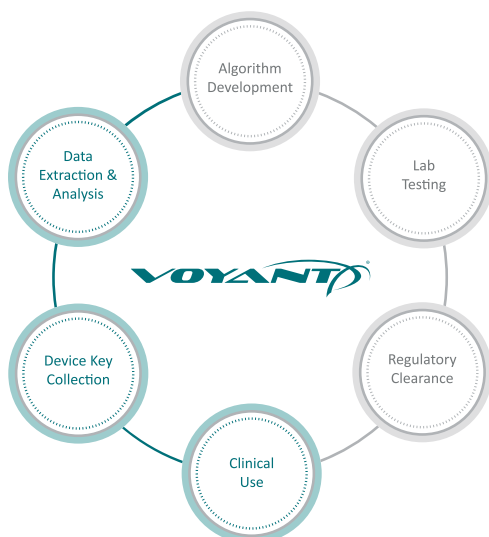 Algorithm
Development
Data
Extraction &
Analysis
Lab
Testing
VOYANT®
Device Key
Collection
Regulatory
Clearance
Clinical
Use